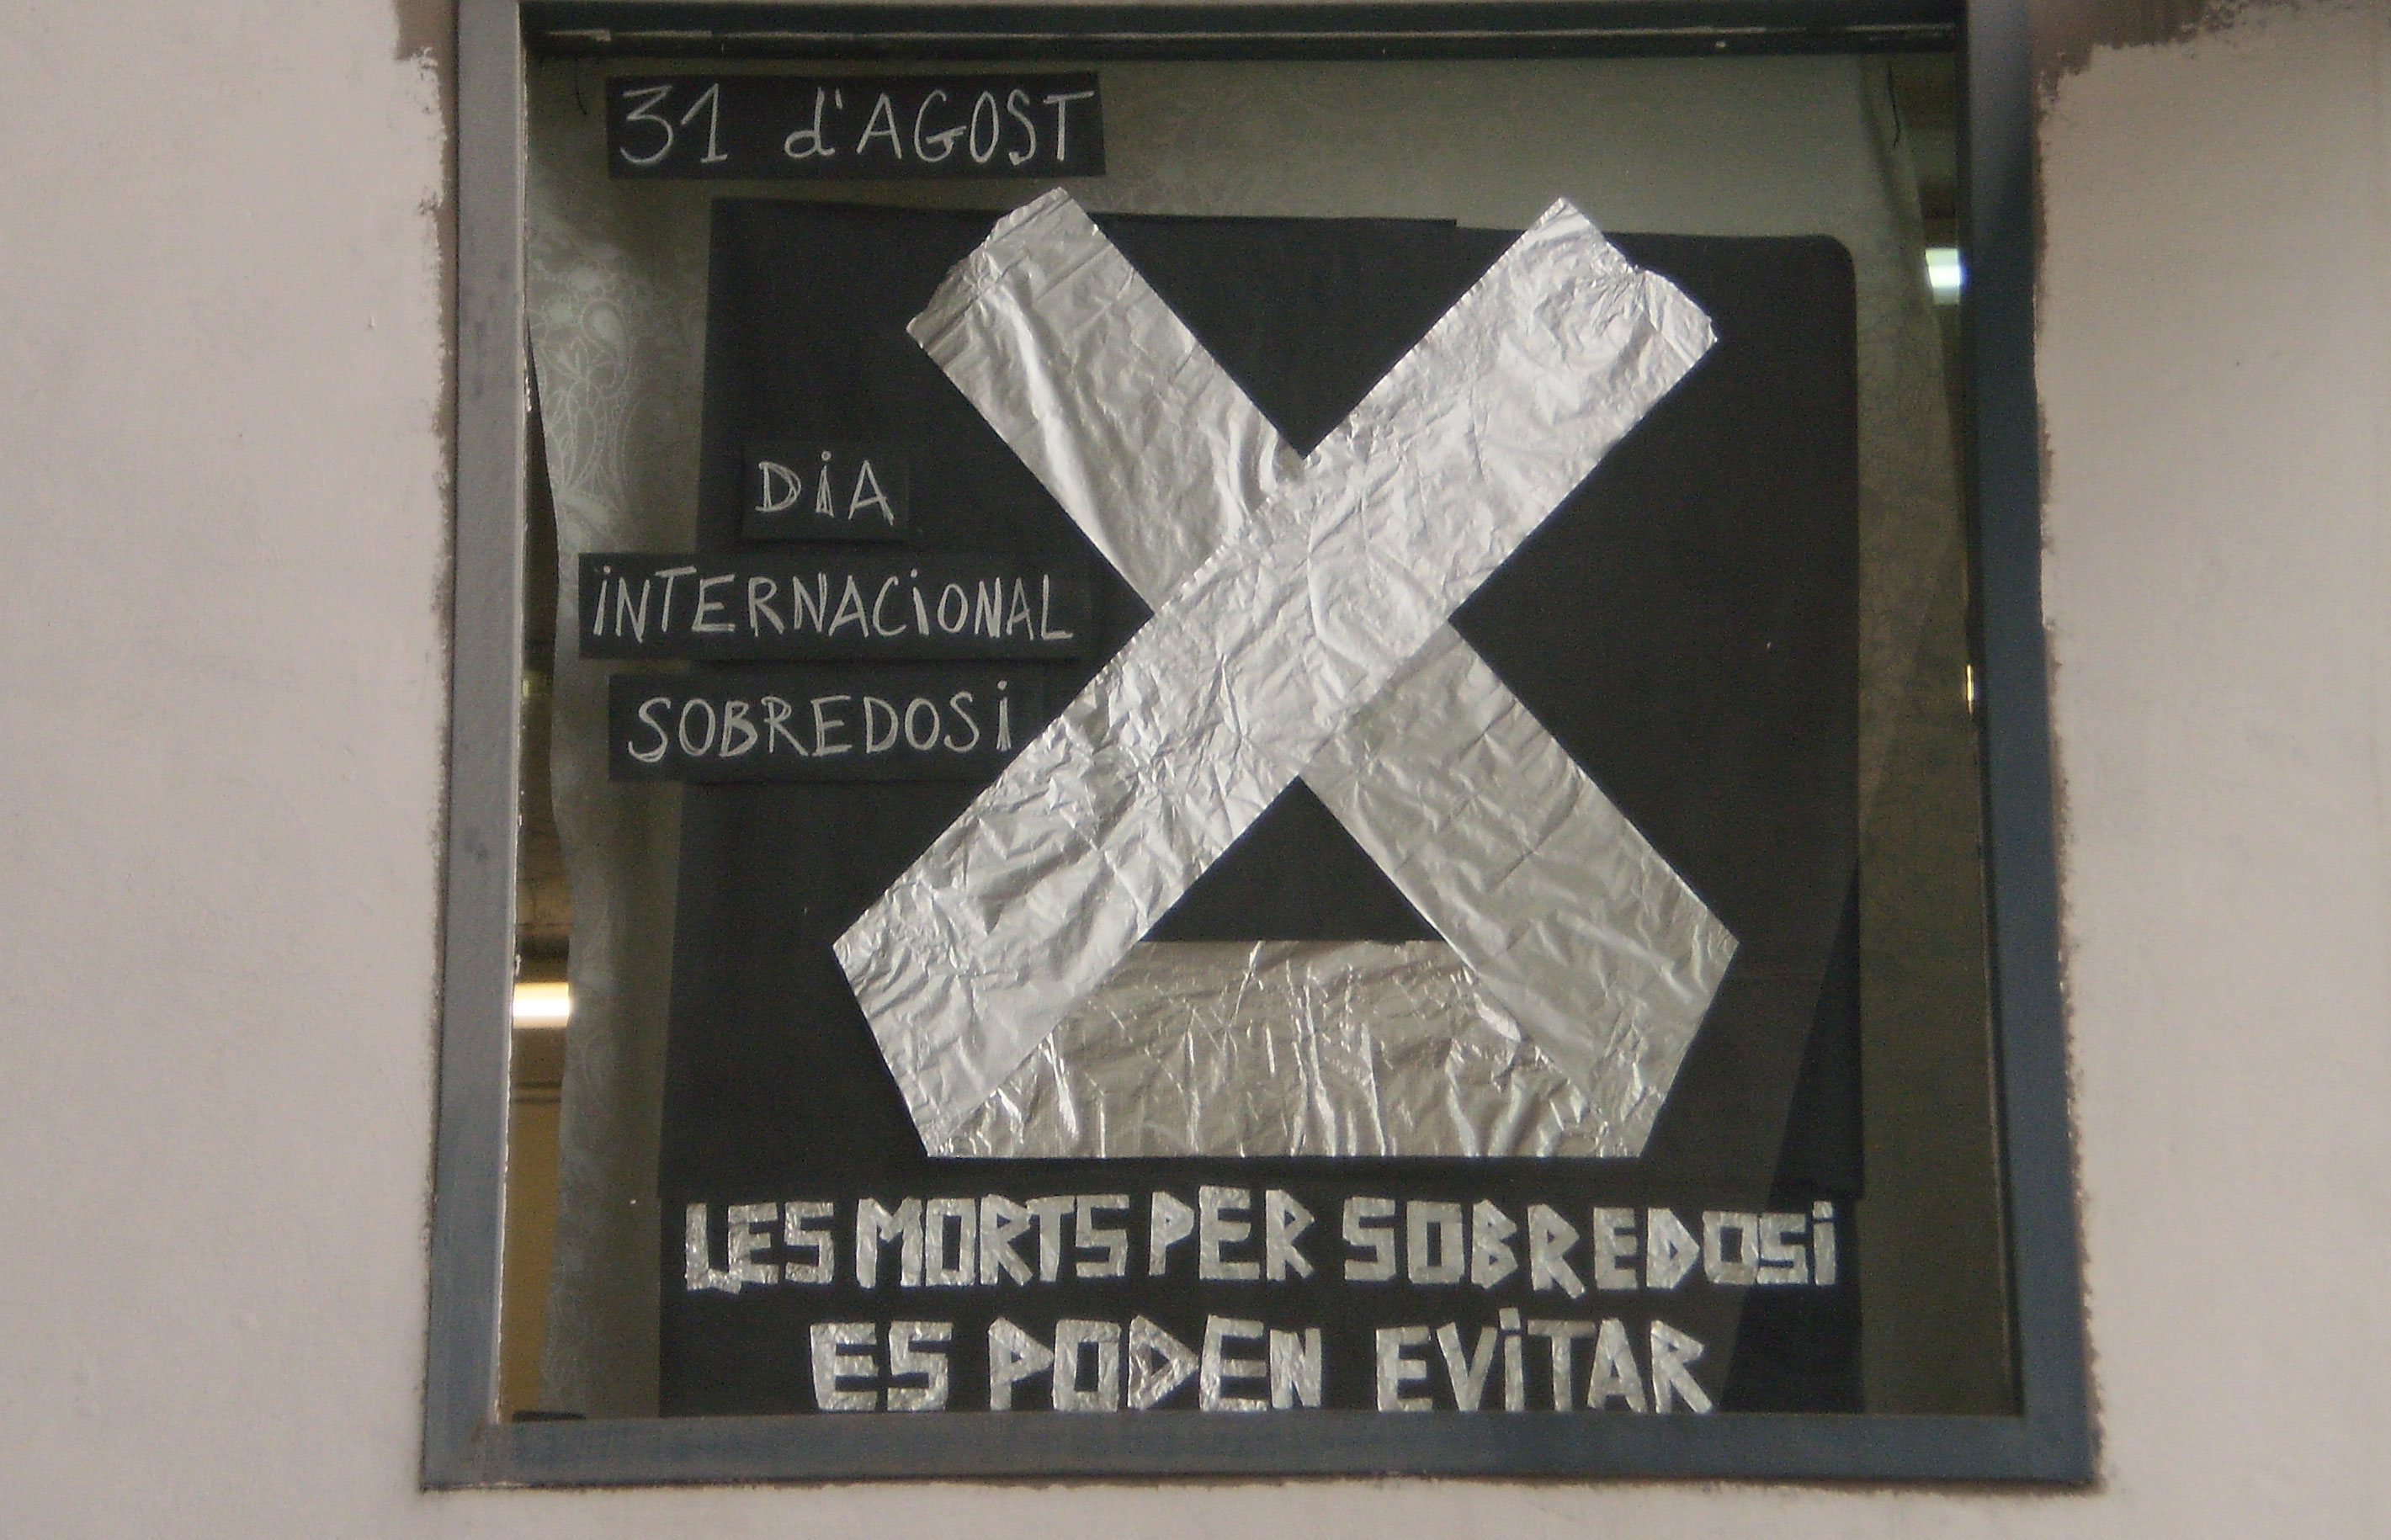 31 d'AGOST
DiA
iNTERNACiONAL
SOBREDOSi
LES MORTS PER SOBREDOSi
ES PODEN EViTAR